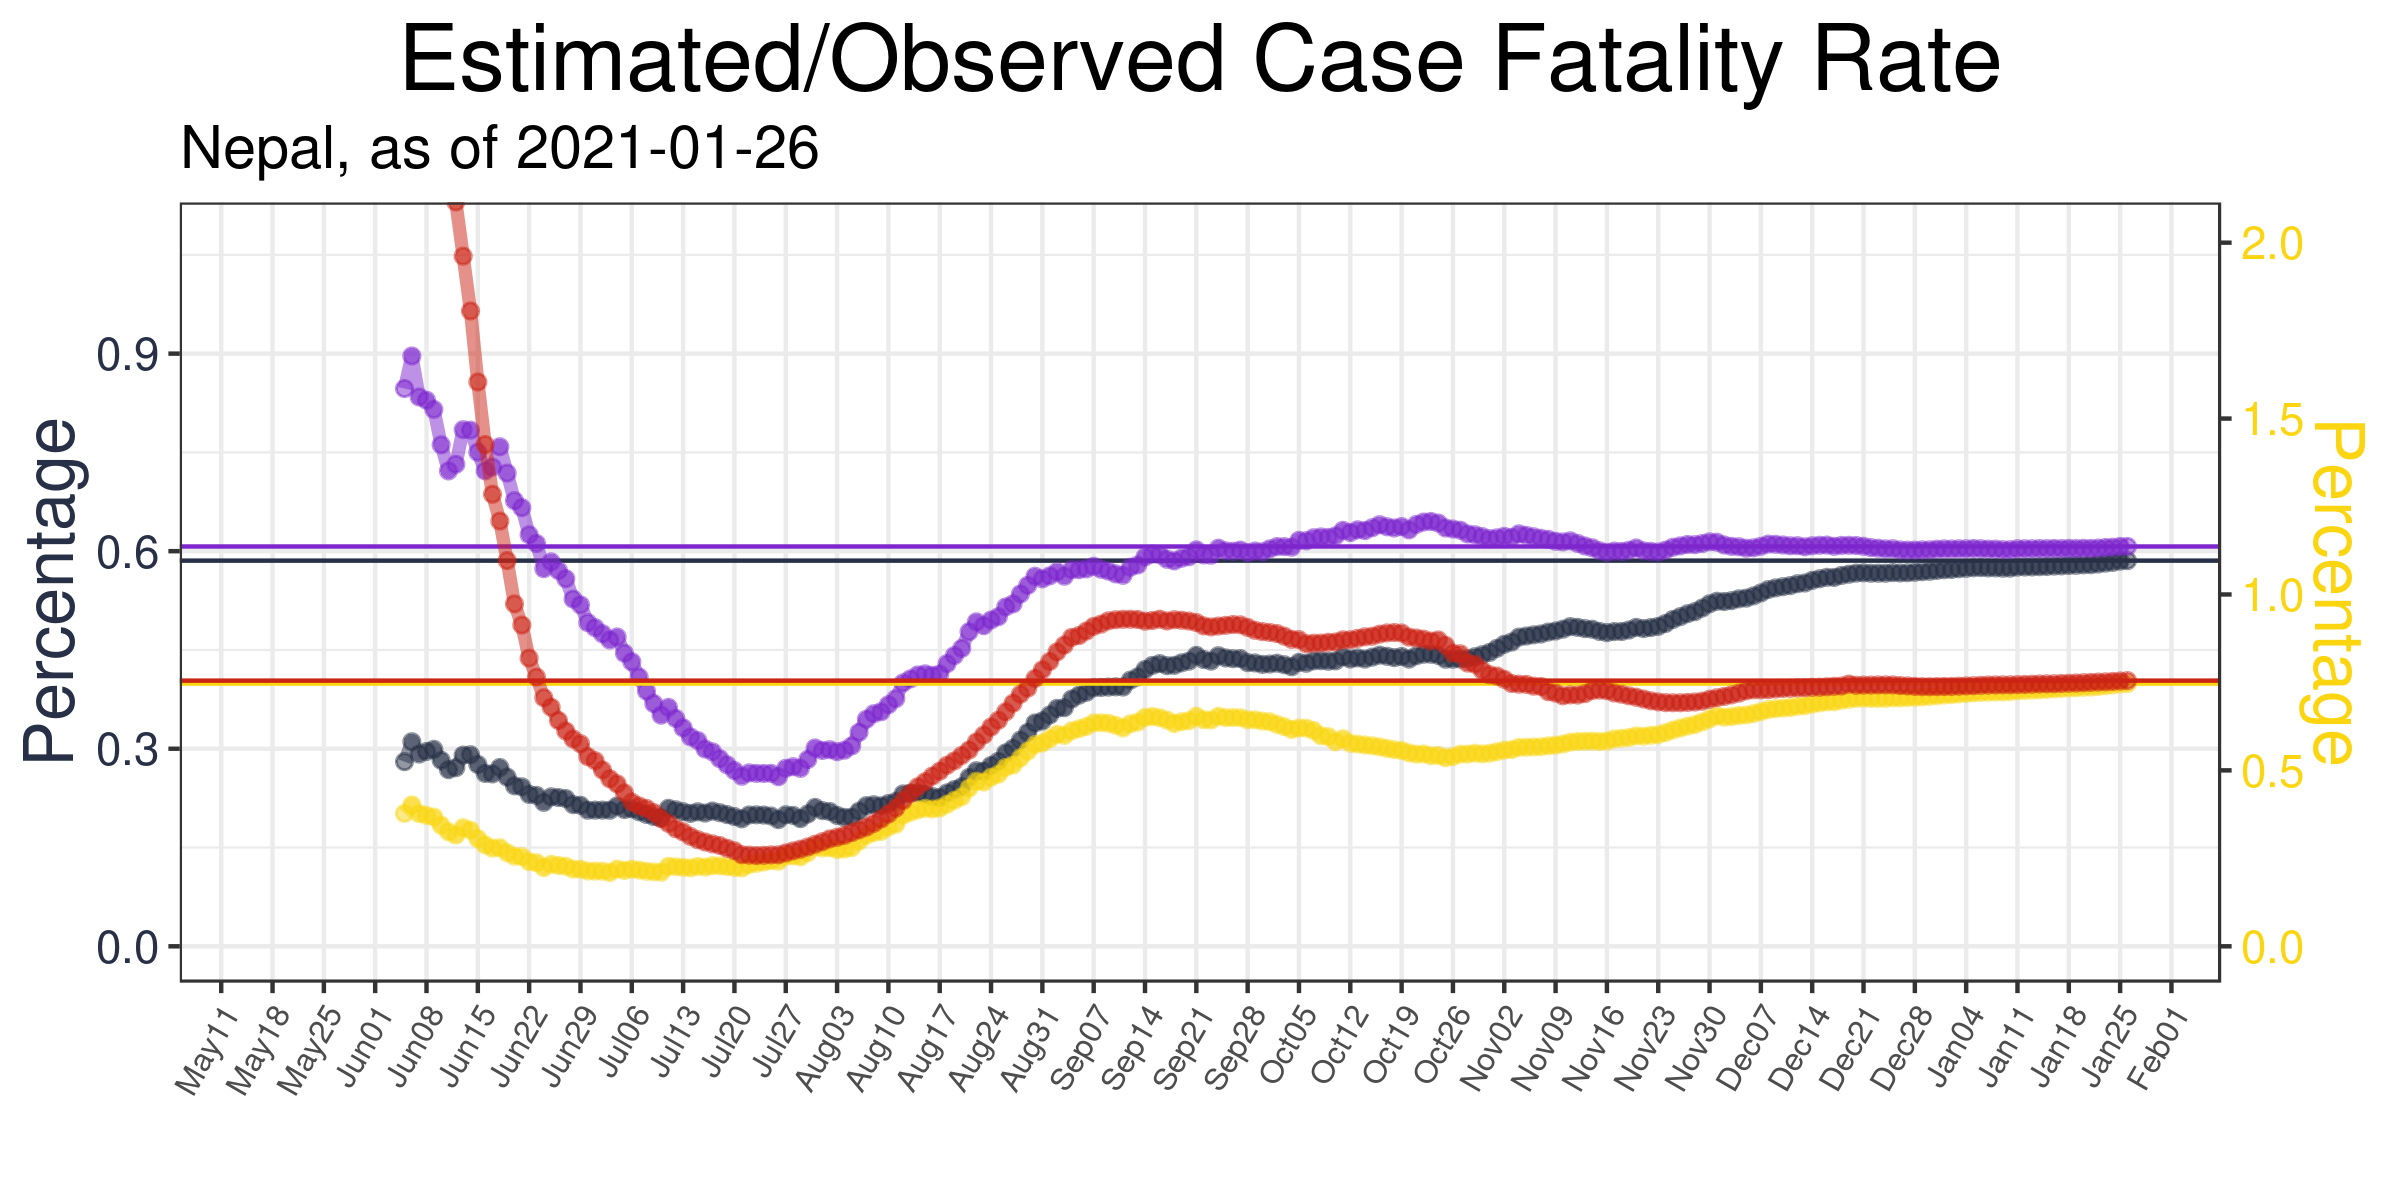 Estimated/Observed Case Fatality Rate
Nepal, as of 2021-01-26
Percentage
0.9
0.6
0.3
0.0
2.0
1.5
1.0
0.5
0.0
Percentage
May11
May18
May25
Jun01
Jun08
Jun15
Jun22
Jun29
Jul06
Jul13
Jul20
Jul27
Aug03
Aug10
Aug17
Aug24
Aug31
Sep07
Sep14
Sep21
Sep28
Oct05
Oct12
Oct19
Oct26
Nov02
Nov09
Nov16
Nov23
Nov30
Dec07
Dec14
Dec21
Dec28
Jan04
Jan11
Jan18
Jan25
Feb01